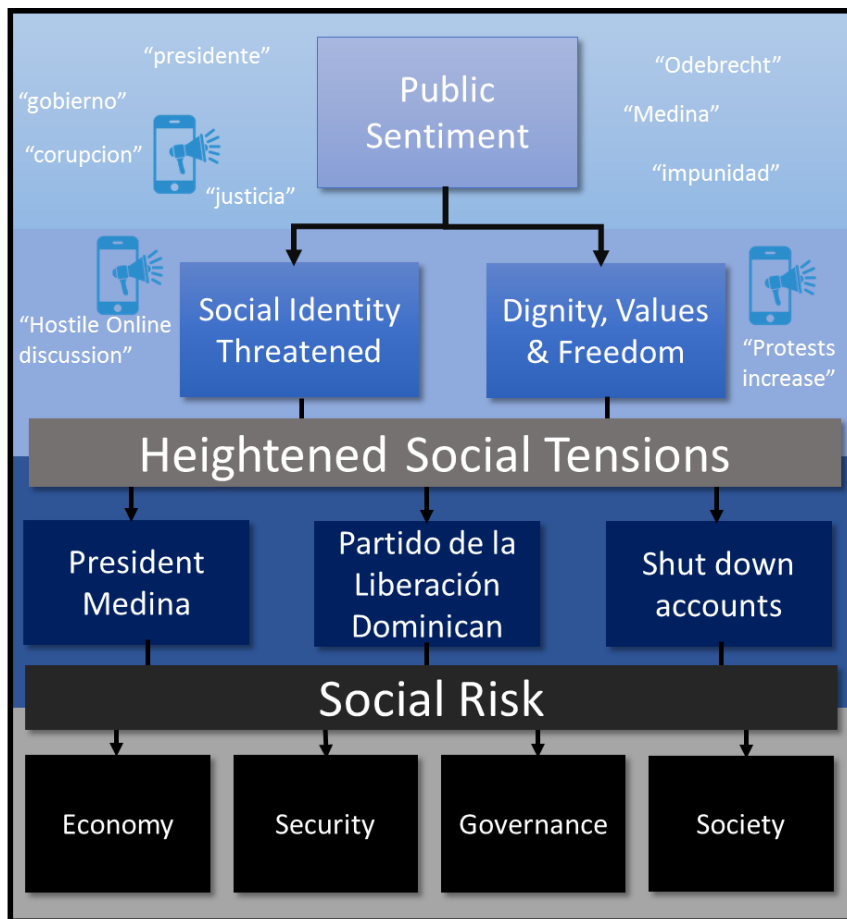 “presidente”
“Odebrecht”
“gobierno”
Public
Sentiment
“Medina”
“corupcion”
“impunidad”
“justicia”
Social Identity
Threatened
Dignity, Values
& Freedom
“Hostile Online
discussion”
“Protests
increase”
Heightened Social Tensions
President
Medina
Partido de la
Liberación
Dominican
Shut down
accounts
Social Risk
Economy
Security
Governance
Society